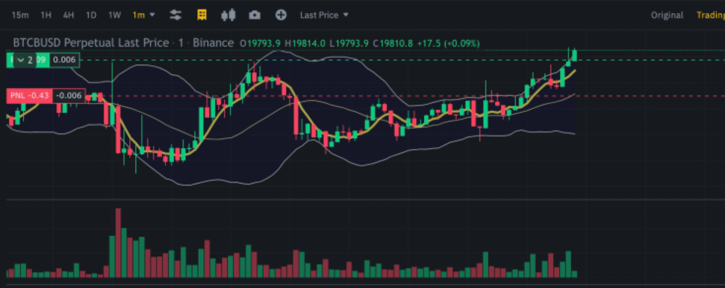 15m 1H 4H 1D 1W 1m Last Price Original Trading
BTCBUSD Perpetual Last Price · 1 · Binance O19793.9 H19814.0 L19793.9 C19810.8 +17.5 (+0.09%)
2 09 0.006
PNL -0.43 -0.006